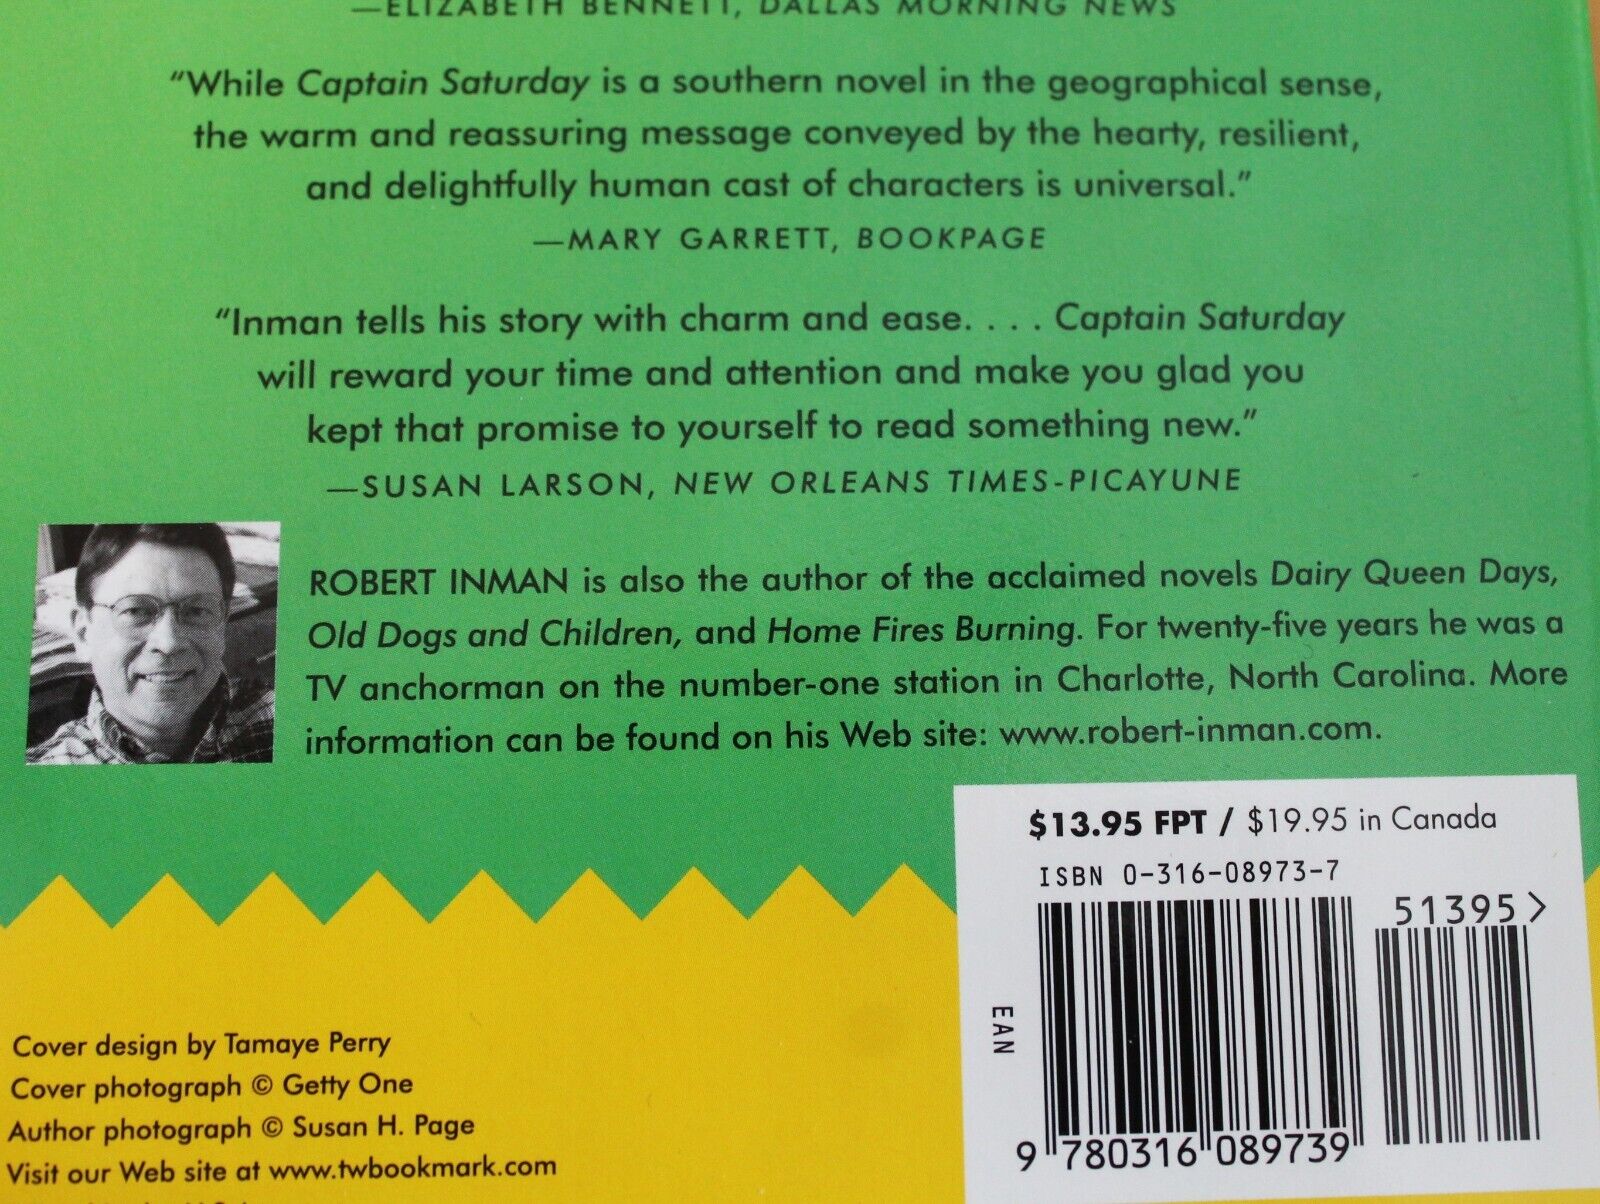 —ELIZABETH BENNETT, DALLAS MORNING NEWS
“While Captain Saturday is a southern novel in the geographical sense,
the warm and reassuring message conveyed by the hearty, resilient,
and delightfully human cast of characters is universal.”
—MARY GARRETT, BOOKPAGE
“Inman tells his story with charm and ease. . . . Captain Saturday
will reward your time and attention and make you glad you
kept that promise to yourself to read something new.”
—SUSAN LARSON, NEW ORLEANS TIMES-PICAYUNE
ROBERT INMAN is also the author of the acclaimed novels Dairy Queen Days,
Old Dogs and Children, and Home Fires Burning. For twenty-five years he was a
TV anchorman on the number-one station in Charlotte, North Carolina. More
information can be found on his Web site: www.robert-inman.com.
$13.95 FPT / $19.95 in Canada
ISBN 0-316-08973-7
51395>
EAN
9 780316 089739
Cover design by Tamaye Perry
Cover photograph © Getty One
Author photograph © Susan H. Page
Visit our Web site at www.twbookmark.com